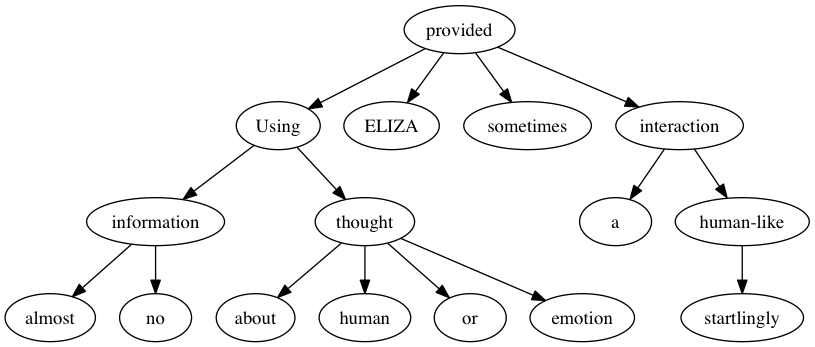 provided
Using ELIZA sometimes interaction
information thought a human-like
almost no about human or emotion startlingly